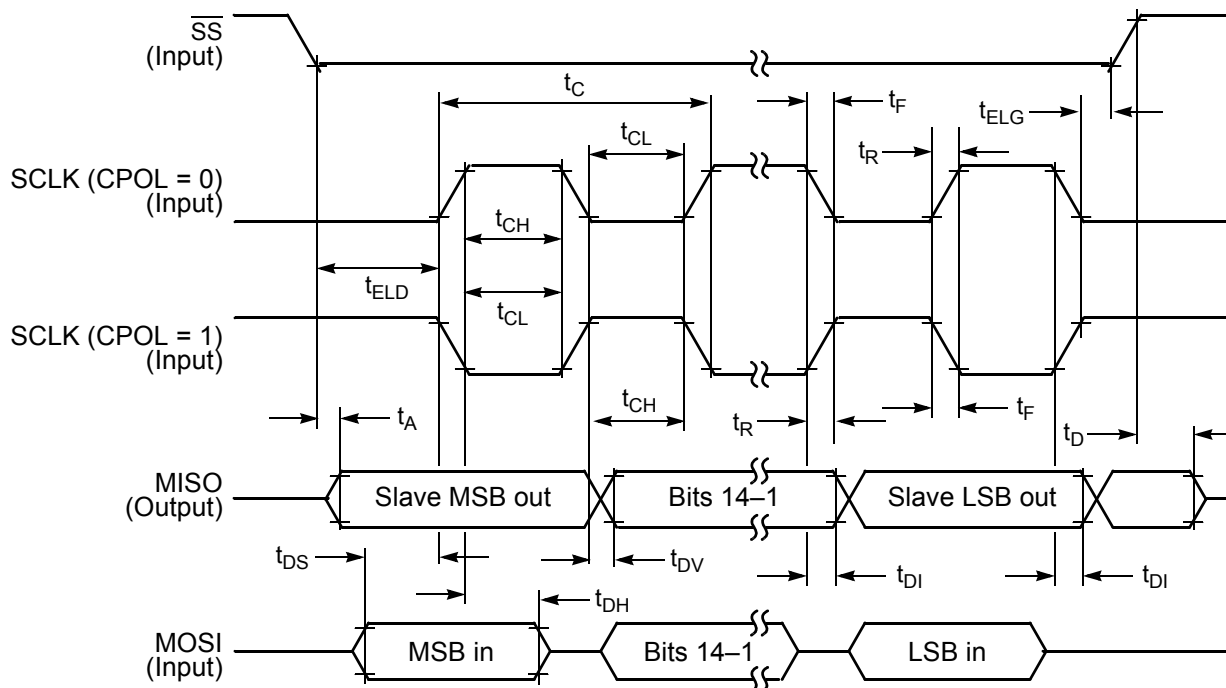 SS
(Input)
tC
tF
tELG
tCL
tR
SCLK (CPOL = 0)
(Input)
tCH
tELD
tCL
SCLK (CPOL = 1)
(Input)
tCH
tA
tR
tF
tD
MISO
(Output)
Slave MSB out
Bits 14–1
Slave LSB out
tDS
tDV
tDI
tDI
tDH
MOSI
(Input)
MSB in
Bits 14–1
LSB in